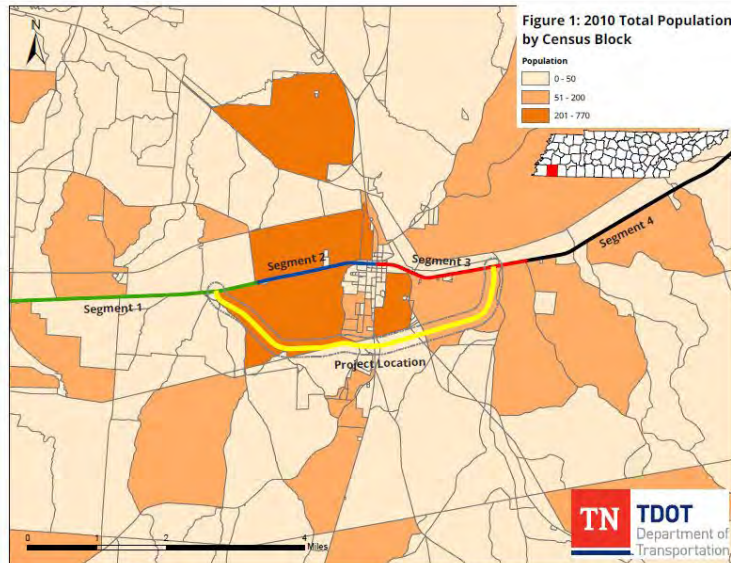 Figure 1: 2010 Total Population
by Census Block
Population
0 - 50
51 - 200
201 - 770
N
Segment 4
Segment 3
Segment 2
Segment 1
Project Location
TN
TDOT
Department of
Transportation
0 1 2 4
Miles